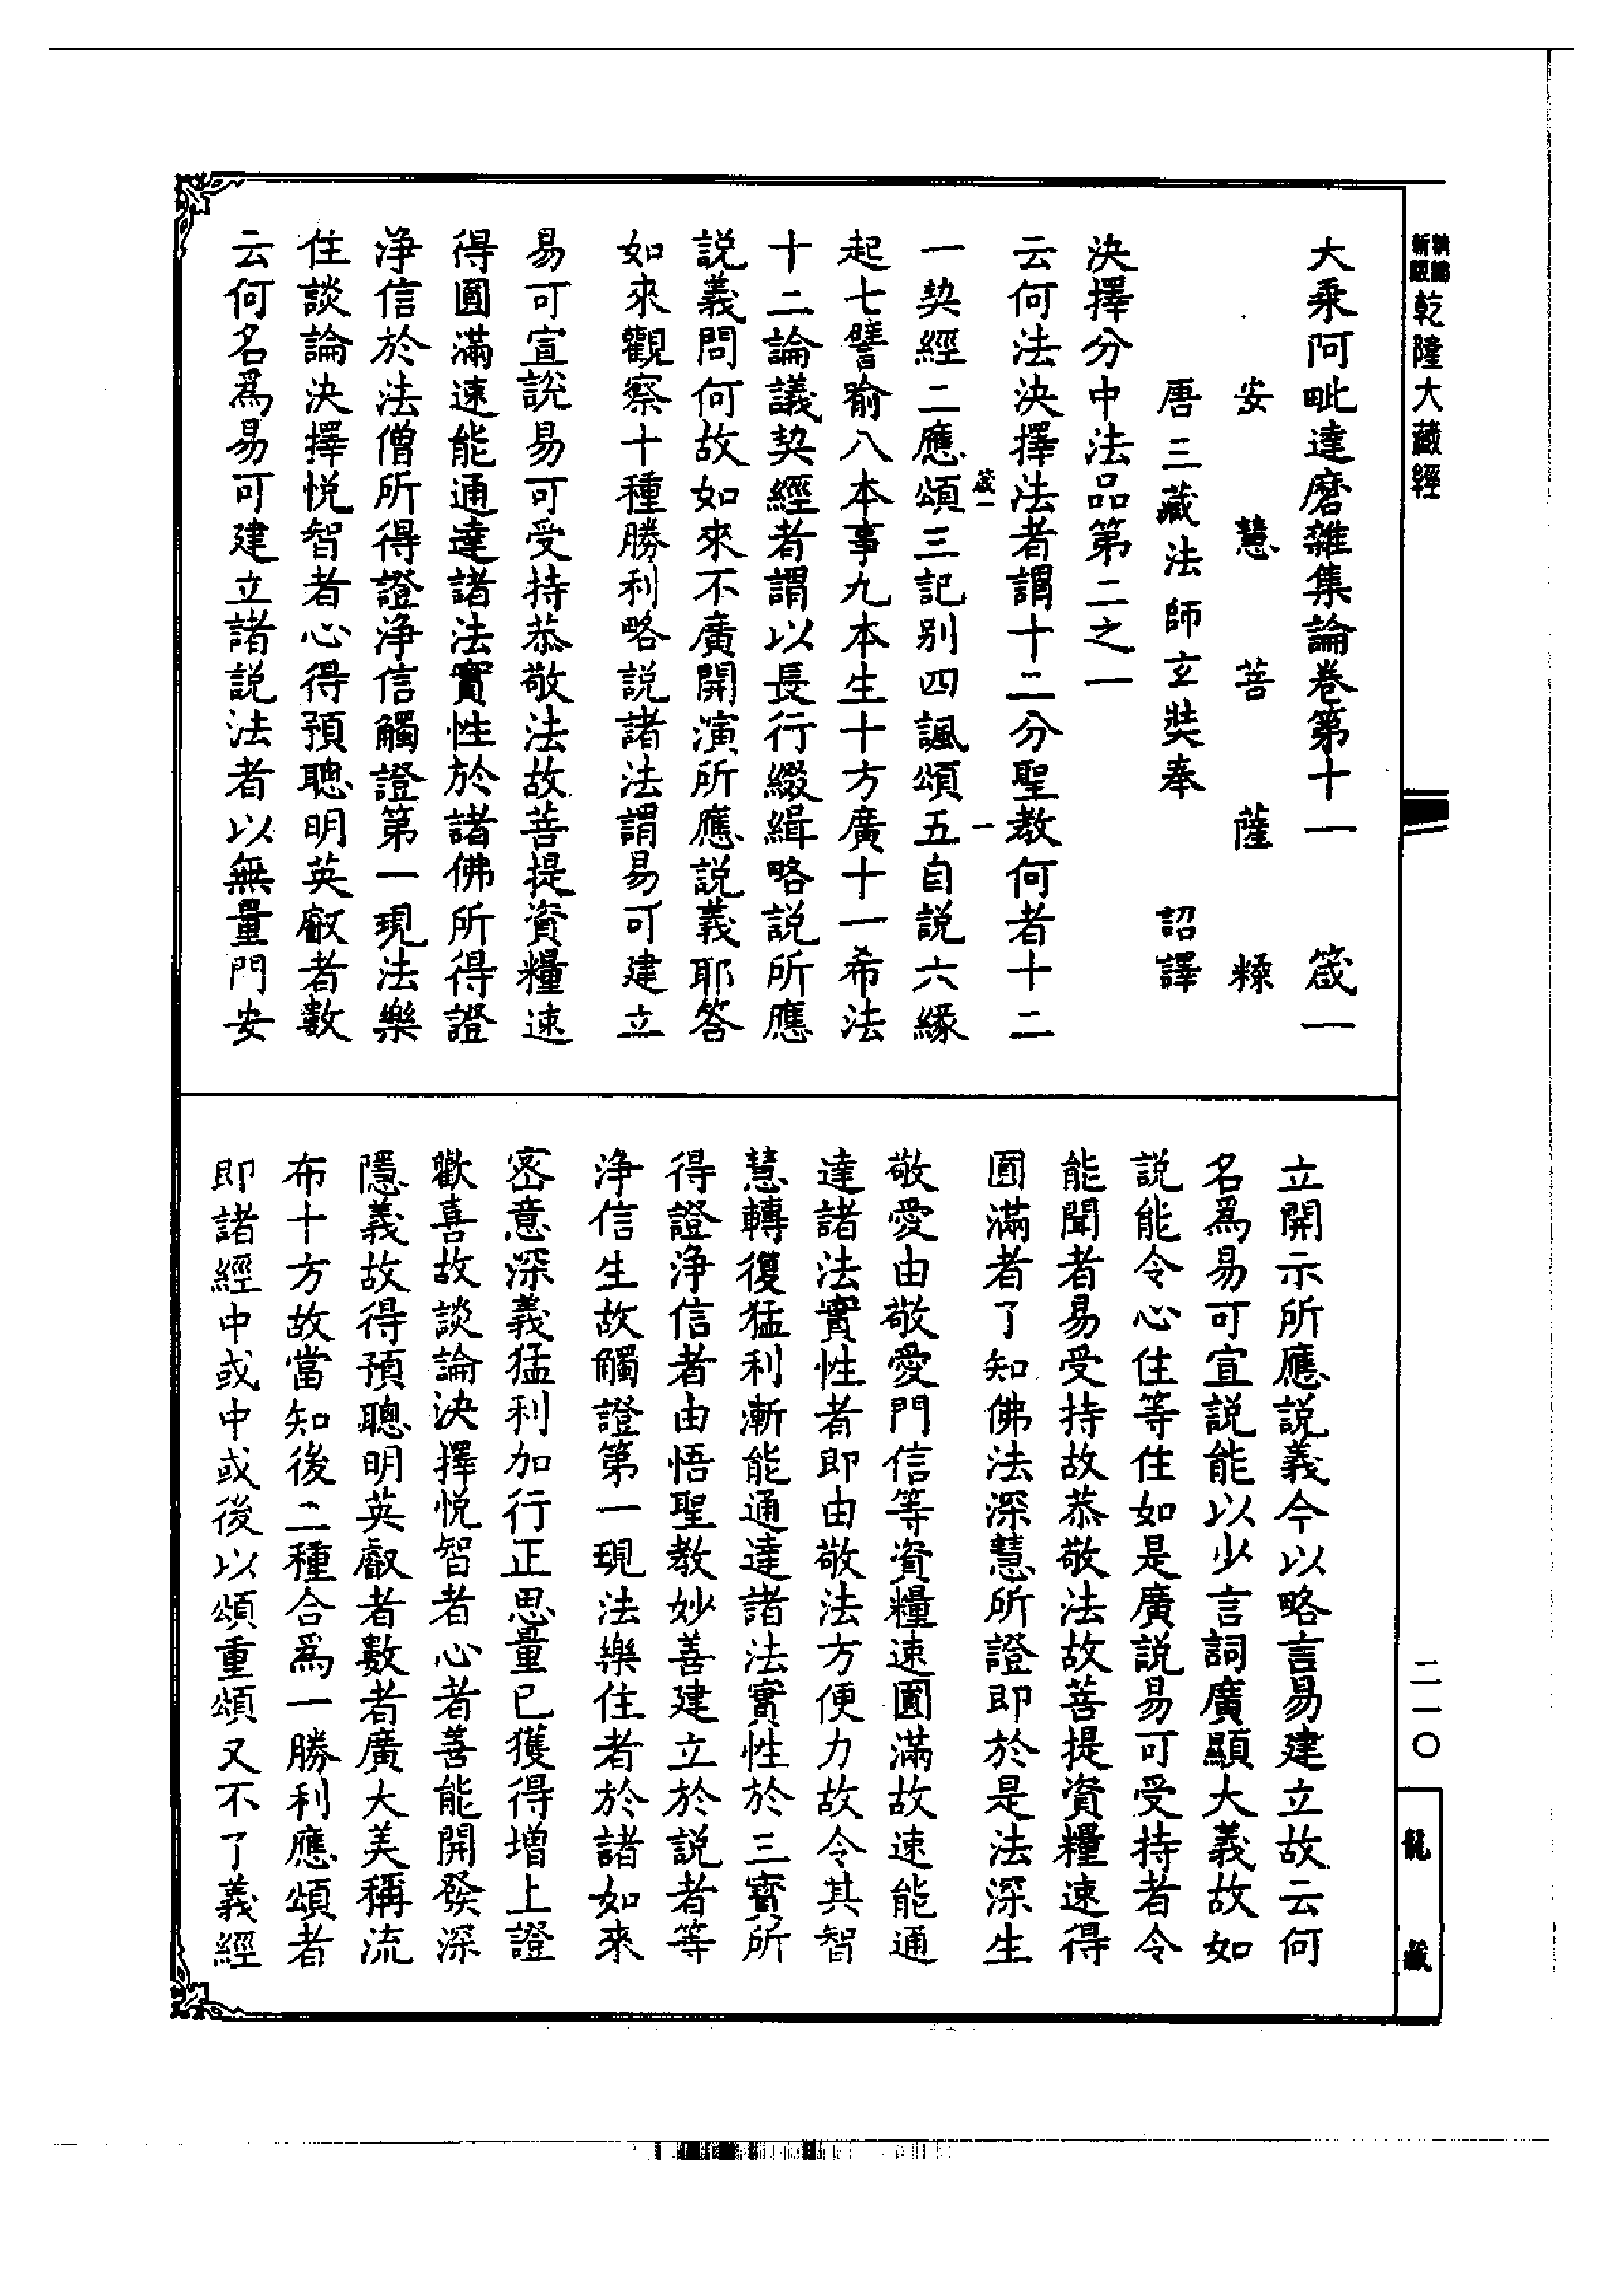 新編縮版乾隆大藏經
大乘阿毗達磨雜集論卷第十一　箴一
安慧菩薩糅
唐三藏法師玄奘奉　詔譯
決擇分中法品第二之一
云何法決擇法者謂十二分聖教何者十二
箴一　一
一契經二應頌三記别四諷頌五自説六緣
起七譬喻八本事九本生十方廣十一希法
十二論議契經者謂以長行綴緝略説所應
説義問何故如來不廣開演所應説義耶答
如來觀察十種勝利略説諸法謂易可建立
易可宣説易可受持恭敬法故菩提資糧速
得圓滿速能通達諸法實性於諸佛所得證
淨信於法僧所得證淨信觸證第一現法樂
住談論決擇悦智者心得預聰明英叡者數
云何名爲易可建立諸説法者以無量門安
立開示所應説義今以略言易建立故云何
名爲易可宣説能以少言詞廣顯大義故如
説能令心住等住如是廣説易可受持者令
能聞者易受持故恭敬法故菩提資糧速得
圓滿者了知佛法深慧所證即於是法深生
敬愛由敬愛門信等資糧速圓滿故速能通
達諸法實性者即由敬法方便力故令其智
慧轉復猛利漸能通達諸法實性於三寳所
得證淨信者由悟聖教妙善建立於説者等
淨信生故觸證第一現法樂住者於諸如來
密意深義猛利加行正思量已獲得增上證
歡喜故談論決擇悦智者心者善能開發深
隱義故得預聰明英叡者數者廣大美稱流
布十方故當知後二種合爲一勝利應頌者
即諸經中或中或後以頌重頌又不了義經
二一〇
龍藏